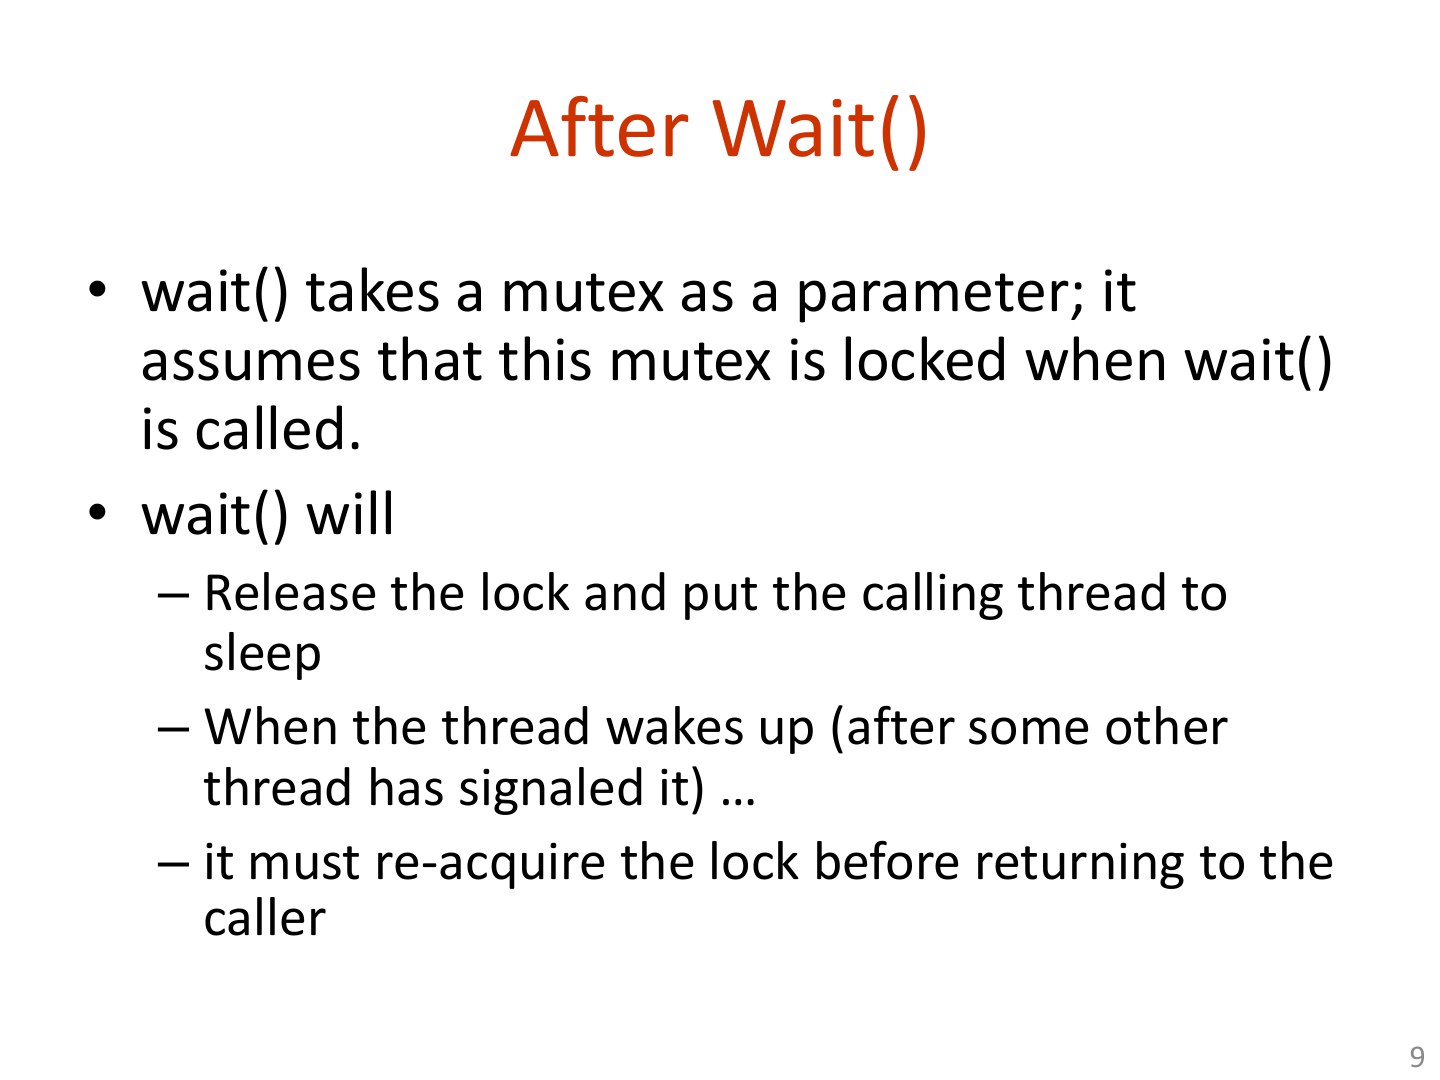 After Wait()
• wait() takes a mutex as a parameter; it
assumes that this mutex is locked when wait()
is called.
• wait() will
– Release the lock and put the calling thread to
sleep
– When the thread wakes up (after some other
thread has signaled it) …
– it must re-acquire the lock before returning to the
caller
9